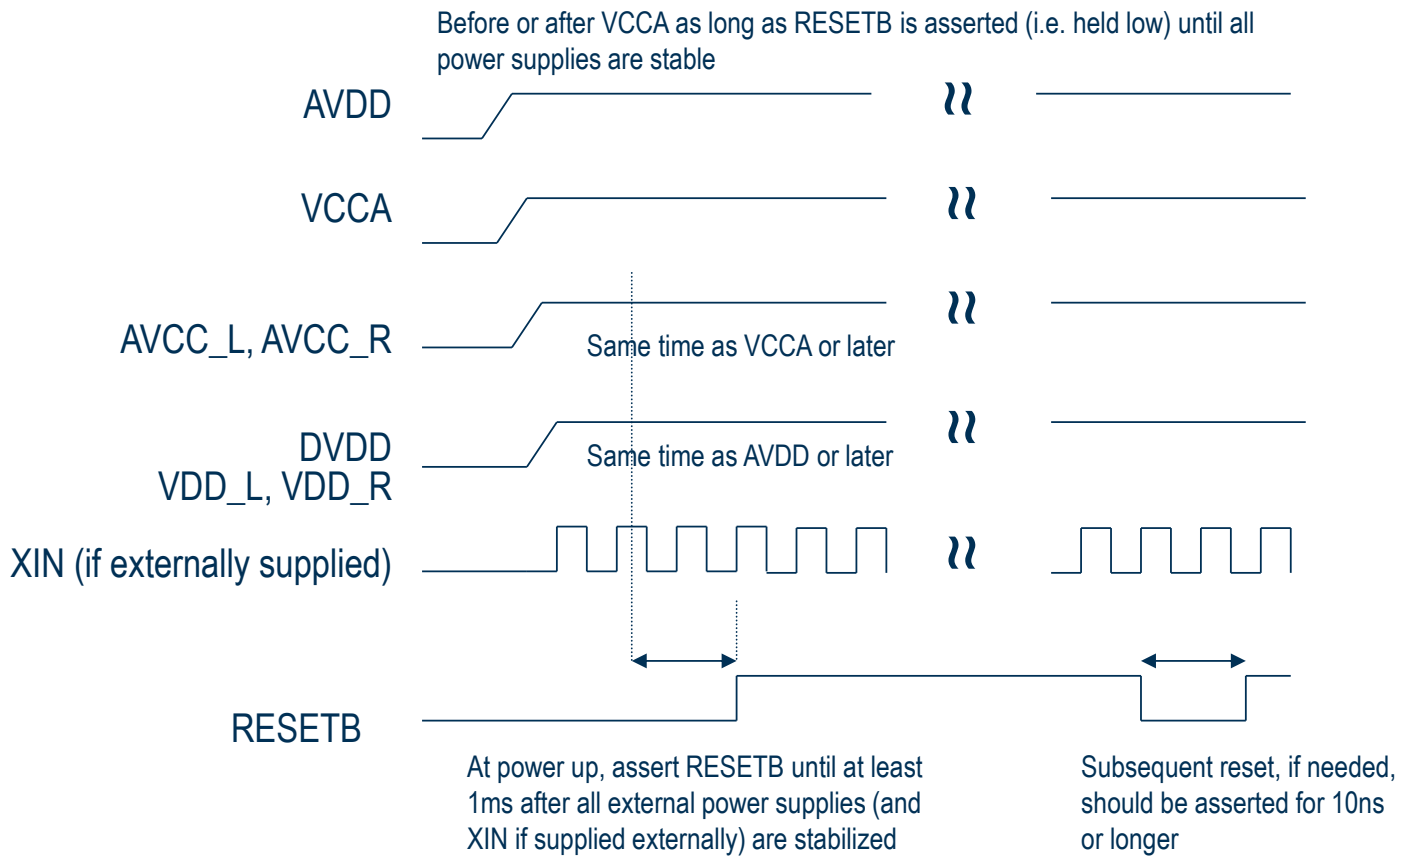 Before or after VCCA as long as RESETB is asserted (i.e. held low) until all
power supplies are stable
AVDD
VCCA
AVCC_L, AVCC_R
Same time as VCCA or later
DVDD
VDD_L, VDD_R
Same time as AVDD or later
XIN (if externally supplied)
RESETB
At power up, assert RESETB until at least
1ms after all external power supplies (and
XIN if supplied externally) are stabilized
Subsequent reset, if needed,
should be asserted for 10ns
or longer